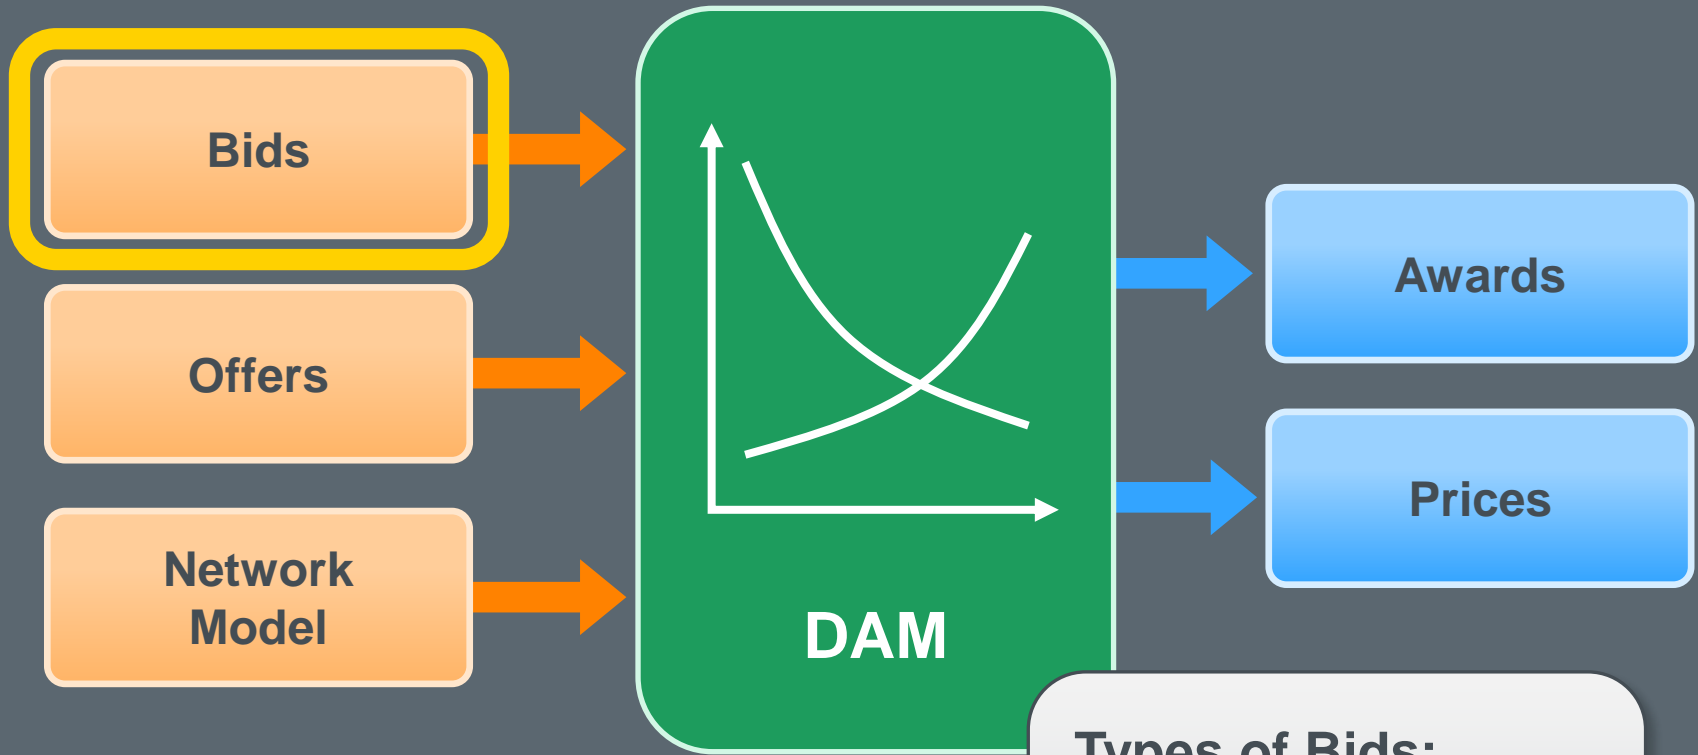 Bids
Offers
Network
Model
DAM
Awards
Prices
Types of Bids: